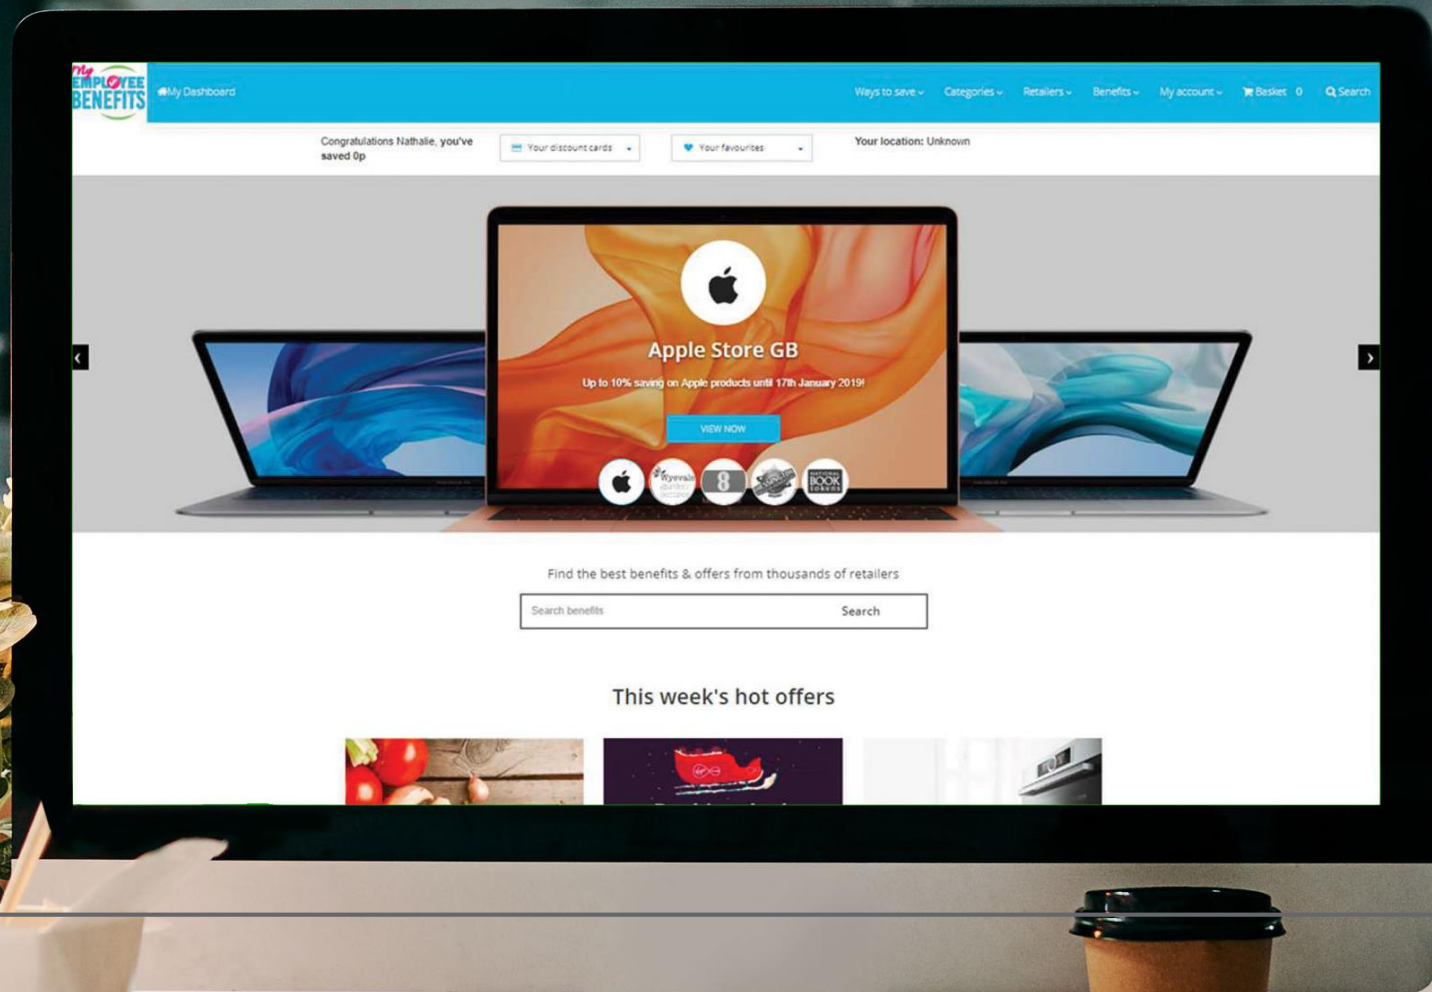 My
EMPLOYEE
BENEFITS
My Dashboard
Ways to save
Categories
Retailers
Benefits
My account
Basket 0
Search
Congratulations Nathalie, you've
saved 0p
Your discount cards
Your favourites
Your location: Unknown
Apple Store GB
Up to 10% saving on Apple products until 17th January 2019!
VIEW NOW
Wyevale
8
NATIONAL
BOOK
tokens
Find the best benefits & offers from thousands of retailers
Search benefits
Search
This week's hot offers